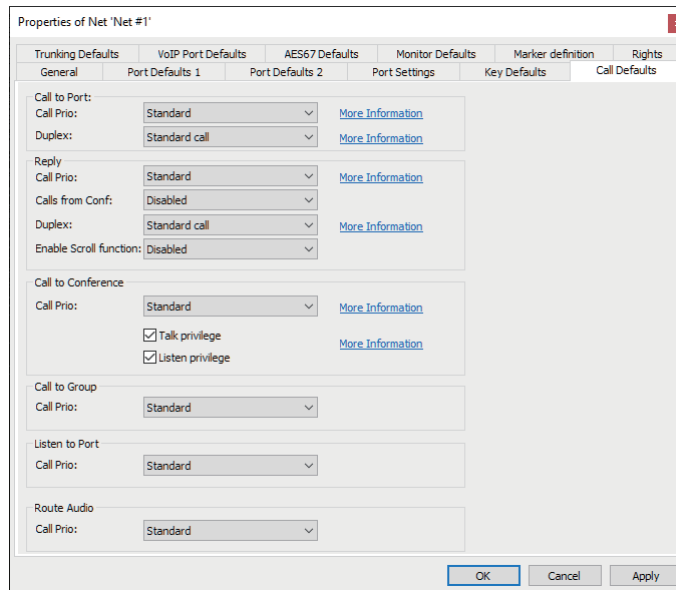 Properties of Net 'Net #1'
Trunking Defaults VoIP Port Defaults AES67 Defaults Monitor Defaults Marker definition Rights
General Port Defaults 1 Port Defaults 2 Port Settings Key Defaults Call Defaults
Call to Port:
Call Prio: Standard More Information
Duplex: Standard call More Information
Reply
Call Prio: Standard More Information
Calls from Conf: Disabled
Duplex: Standard call More Information
Enable Scroll function: Disabled
Call to Conference
Call Prio: Standard More Information
Talk privilege
More Information
Listen privilege
Call to Group
Call Prio: Standard
Listen to Port
Call Prio: Standard
Route Audio
Call Prio: Standard
OK Cancel Apply